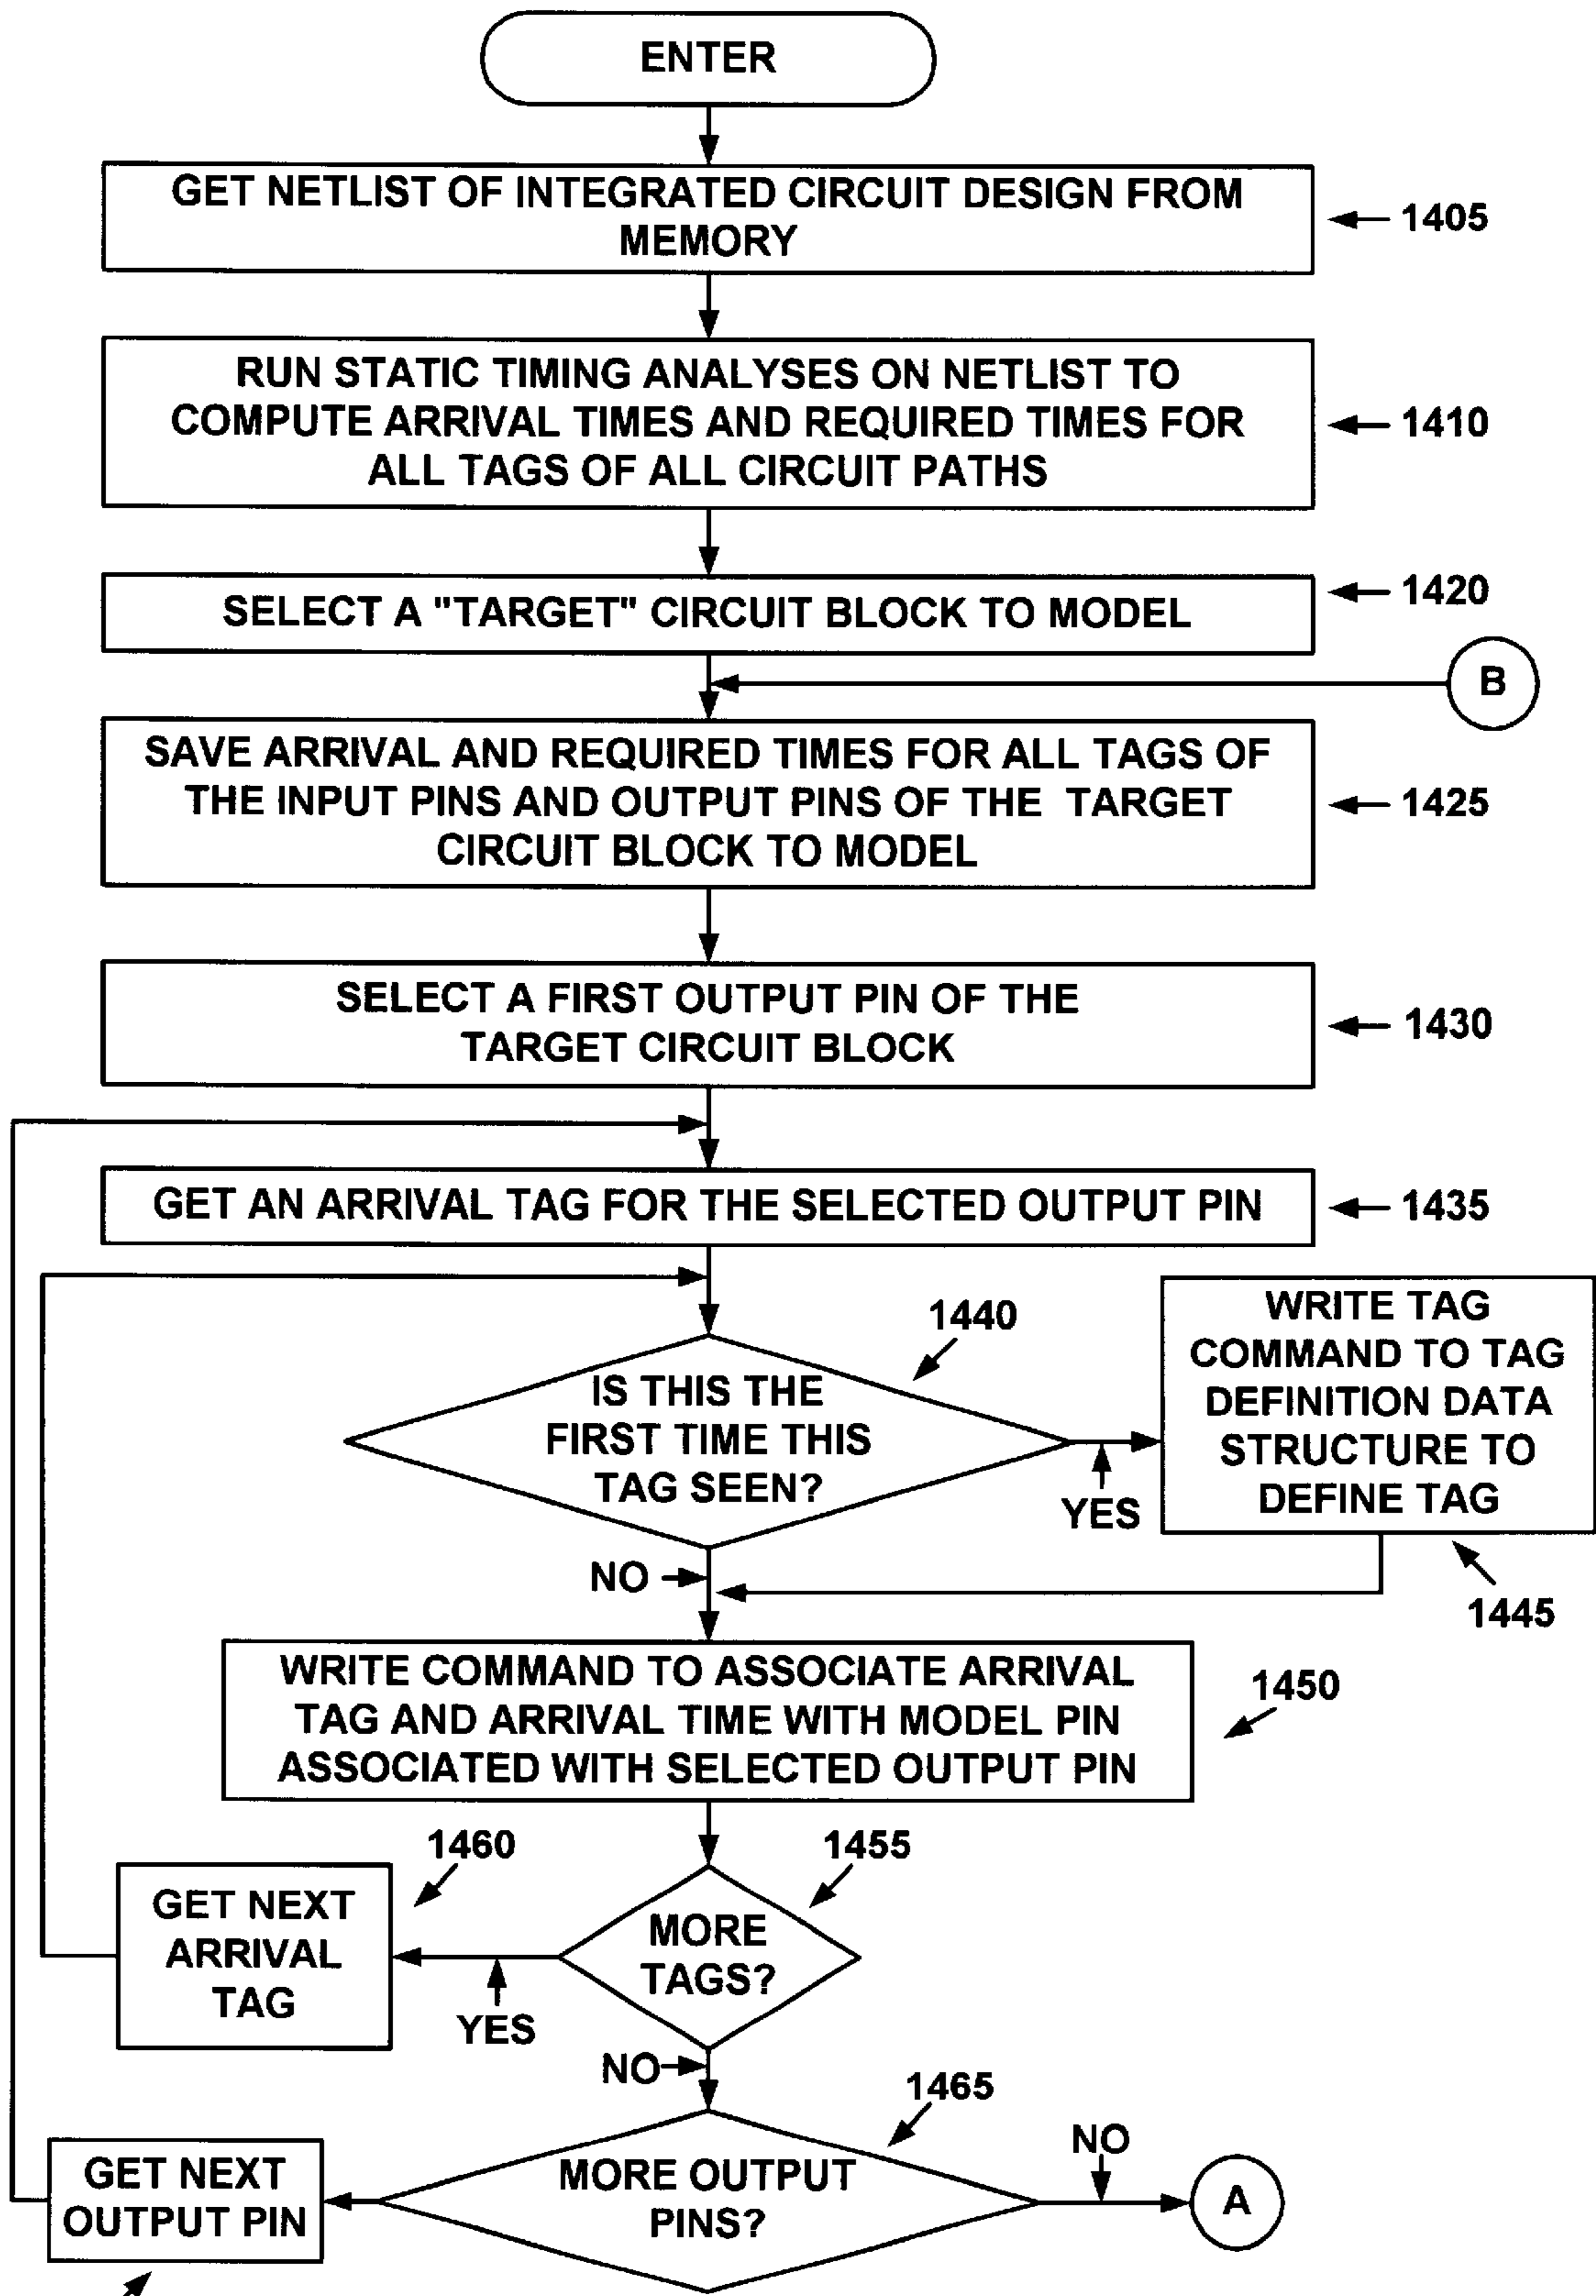 ENTER
GET NETLIST OF INTEGRATED CIRCUIT DESIGN FROM
MEMORY
1405
RUN STATIC TIMING ANALYSES ON NETLIST TO
COMPUTE ARRIVAL TIMES AND REQUIRED TIMES FOR
ALL TAGS OF ALL CIRCUIT PATHS
1410
SELECT A "TARGET" CIRCUIT BLOCK TO MODEL
1420
B
SAVE ARRIVAL AND REQUIRED TIMES FOR ALL TAGS OF
THE INPUT PINS AND OUTPUT PINS OF THE TARGET
CIRCUIT BLOCK TO MODEL
1425
SELECT A FIRST OUTPUT PIN OF THE
TARGET CIRCUIT BLOCK
1430
GET AN ARRIVAL TAG FOR THE SELECTED OUTPUT PIN
1435
1440
IS THIS THE
FIRST TIME THIS
TAG SEEN?
YES
WRITE TAG
COMMAND TO TAG
DEFINITION DATA
STRUCTURE TO
DEFINE TAG
1445
NO
WRITE COMMAND TO ASSOCIATE ARRIVAL
TAG AND ARRIVAL TIME WITH MODEL PIN
ASSOCIATED WITH SELECTED OUTPUT PIN
1450
1455
MORE
TAGS?
YES
1460
GET NEXT
ARRIVAL
TAG
NO
1465
MORE OUTPUT
PINS?
NO
A
GET NEXT
OUTPUT PIN